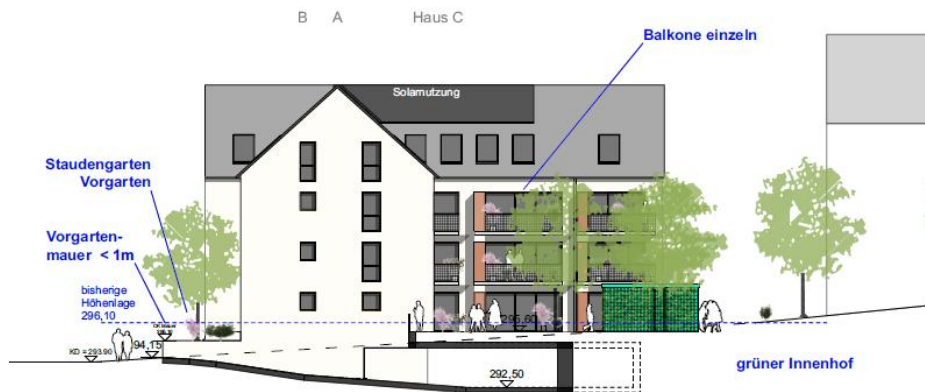 B A Haus C
Balkone einzeln
Solarnutzung
Staudengarten
Vorgarten
Vorgarten-
mauer < 1m
bisherige
Höhenlage
296,10
295,60
94,15
KD = 293.90
292,50
grüner Innenhof